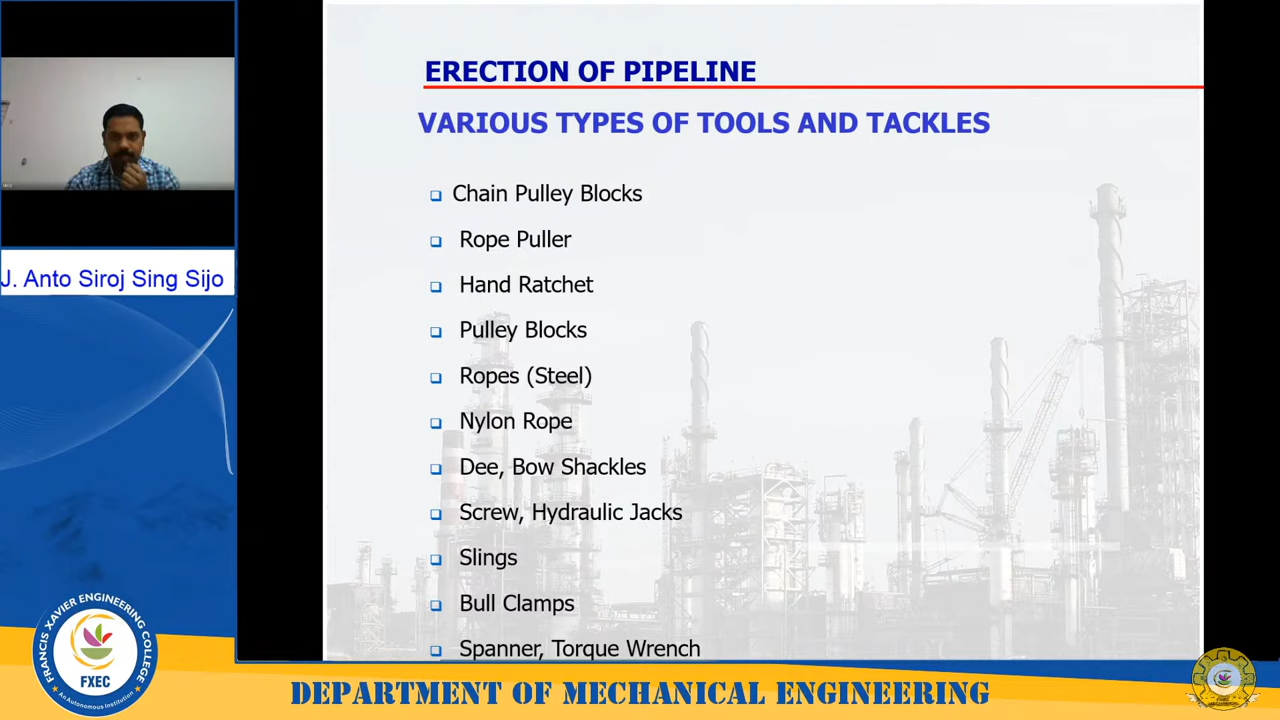 ERECTION OF PIPELINE
VARIOUS TYPES OF TOOLS AND TACKLES
Chain Pulley Blocks
Rope Puller
Hand Ratchet
Pulley Blocks
Ropes (Steel)
Nylon Rope
Dee, Bow Shackles
Screw, Hydraulic Jacks
Slings
Bull Clamps
Spanner, Torque Wrench
J. Anto Siroj Sing Sijo
FRANCIS XAVIER ENGINEERING COLLEGE
FXEC
An Autonomous Institution
DEPARTMENT OF MECHANICAL ENGINEERING